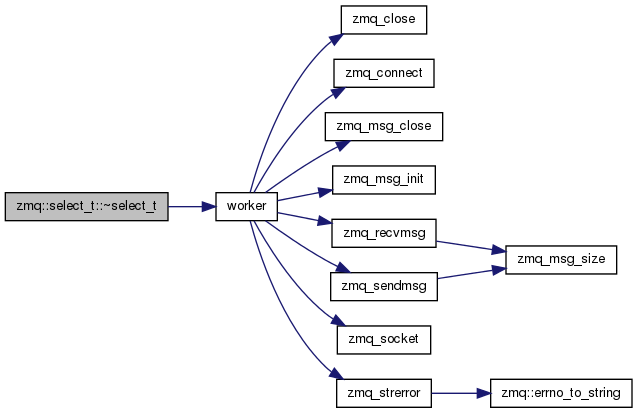 zmq_close
zmq_connect
zmq_msg_close
zmq_msg_init
zmq::select_t::~select_t
worker
zmq_recvmsg
zmq_msg_size
zmq_sendmsg
zmq_socket
zmq_strerror
zmq::errno_to_string